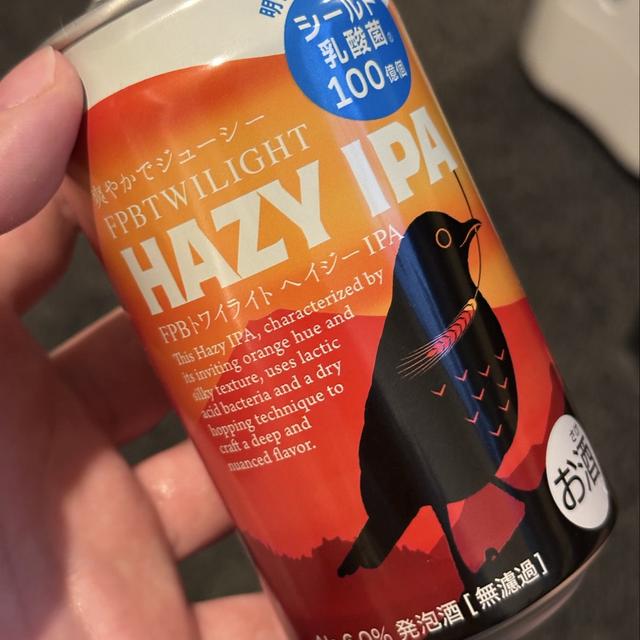 シールド
乳酸菌®
100億個
爽やかでジューシー
FPBTWILIGHT
HAZY IPA
FPBトワイライト ヘイジーIPA
This Hazy IPA, characterized by
its inviting orange hue and
silky texture, uses lactic
acid bacteria and a dry
hopping technique to
craft a deep and
nuanced flavor.
お酒
6.0% 発泡酒 [無濾過]